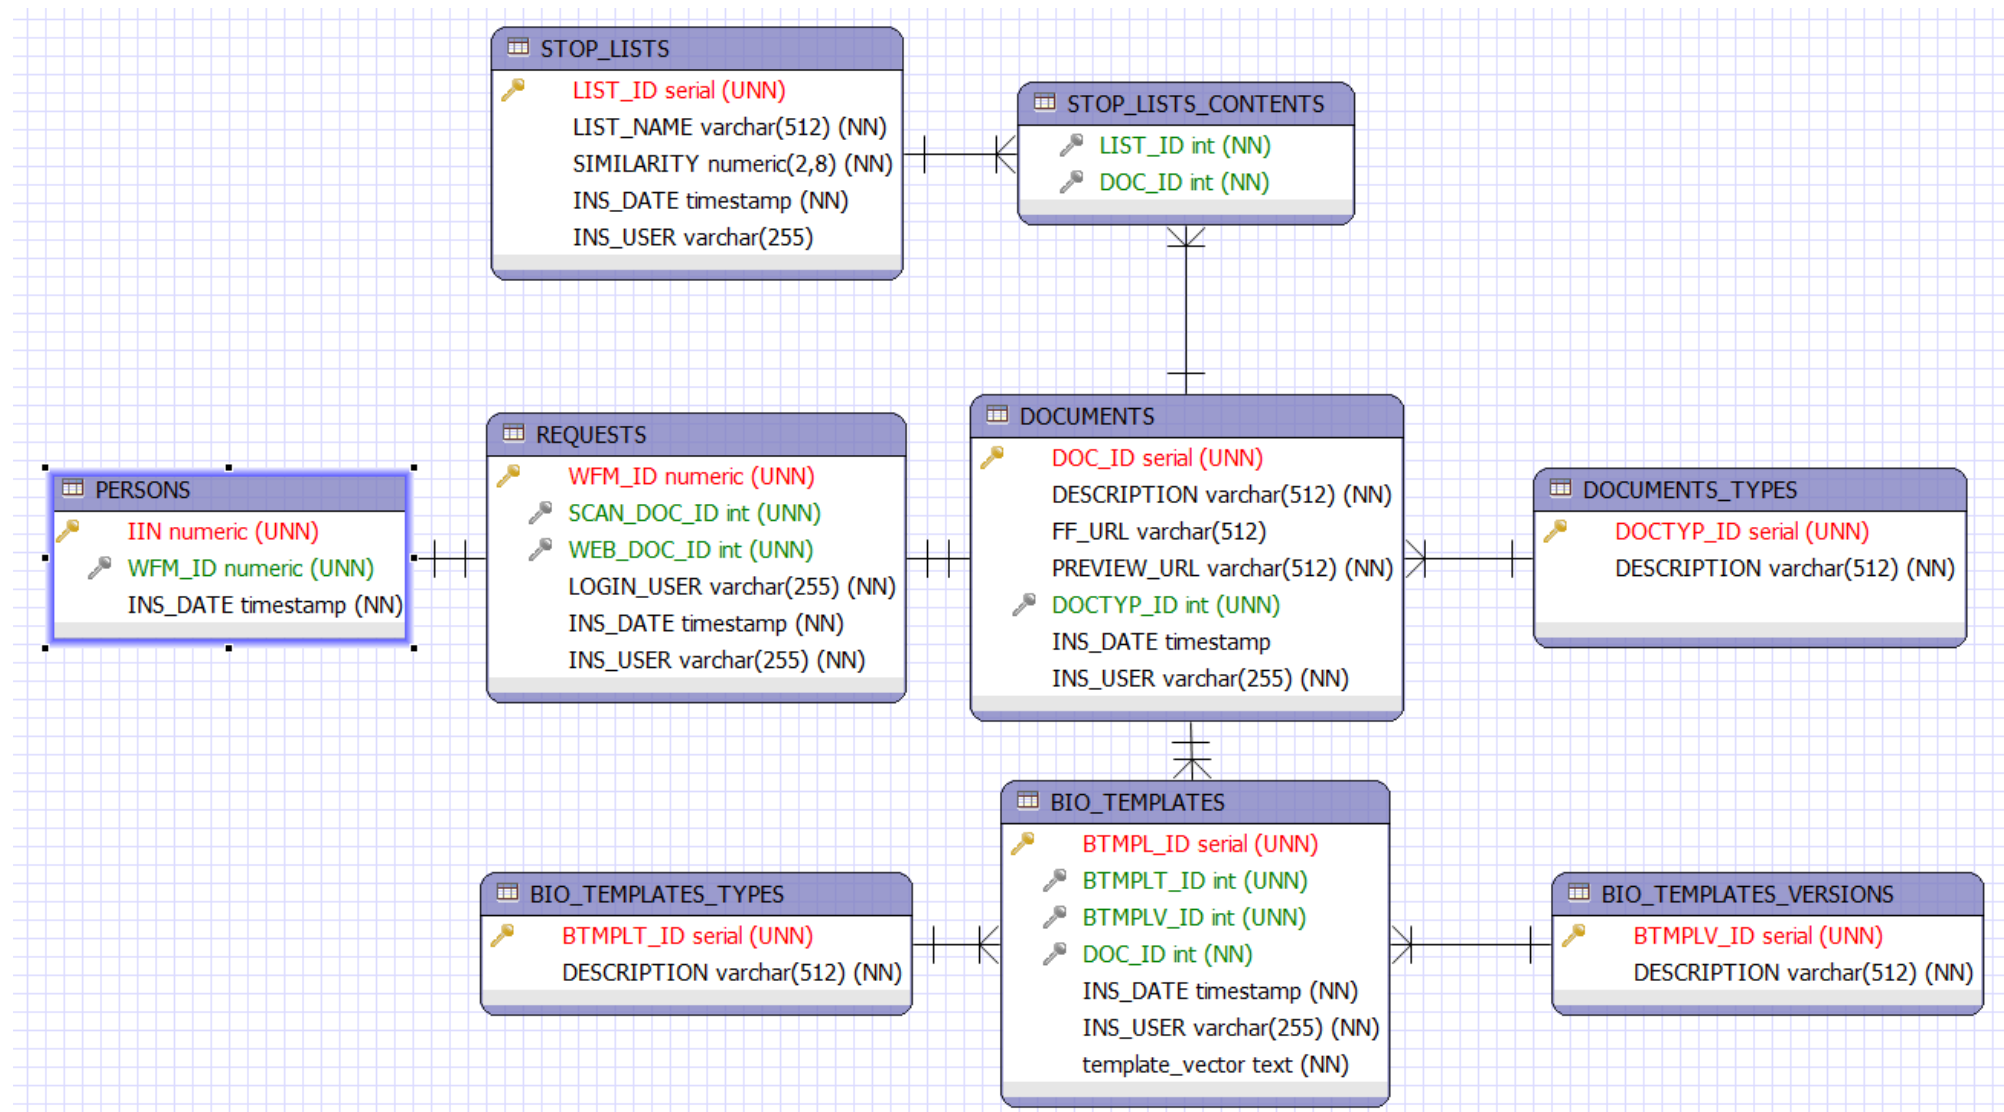 STOP_LISTS
LIST_ID serial (UNN)
LIST_NAME varchar(512) (NN)
SIMILARITY numeric(2,8) (NN)
INS_DATE timestamp (NN)
INS_USER varchar(255)
STOP_LISTS_CONTENTS
LIST_ID int (NN)
DOC_ID int (NN)
PERSONS
IIN numeric (UNN)
WFM_ID numeric (UNN)
INS_DATE timestamp (NN)
REQUESTS
WFM_ID numeric (UNN)
SCAN_DOC_ID int (UNN)
WEB_DOC_ID int (UNN)
LOGIN_USER varchar(255) (NN)
INS_DATE timestamp (NN)
INS_USER varchar(255) (NN)
DOCUMENTS
DOC_ID serial (UNN)
DESCRIPTION varchar(512) (NN)
FF_URL varchar(512)
PREVIEW_URL varchar(512) (NN)
DOCTYP_ID int (UNN)
INS_DATE timestamp
INS_USER varchar(255) (NN)
DOCUMENTS_TYPES
DOCTYP_ID serial (UNN)
DESCRIPTION varchar(512) (NN)
BIO_TEMPLATES_TYPES
BTMPLT_ID serial (UNN)
DESCRIPTION varchar(512) (NN)
BIO_TEMPLATES
BTMPL_ID serial (UNN)
BTMPLT_ID int (UNN)
BTMPLV_ID int (UNN)
DOC_ID int (NN)
INS_DATE timestamp (NN)
INS_USER varchar(255) (NN)
template_vector text (NN)
BIO_TEMPLATES_VERSIONS
BTMPLV_ID serial (UNN)
DESCRIPTION varchar(512) (NN)